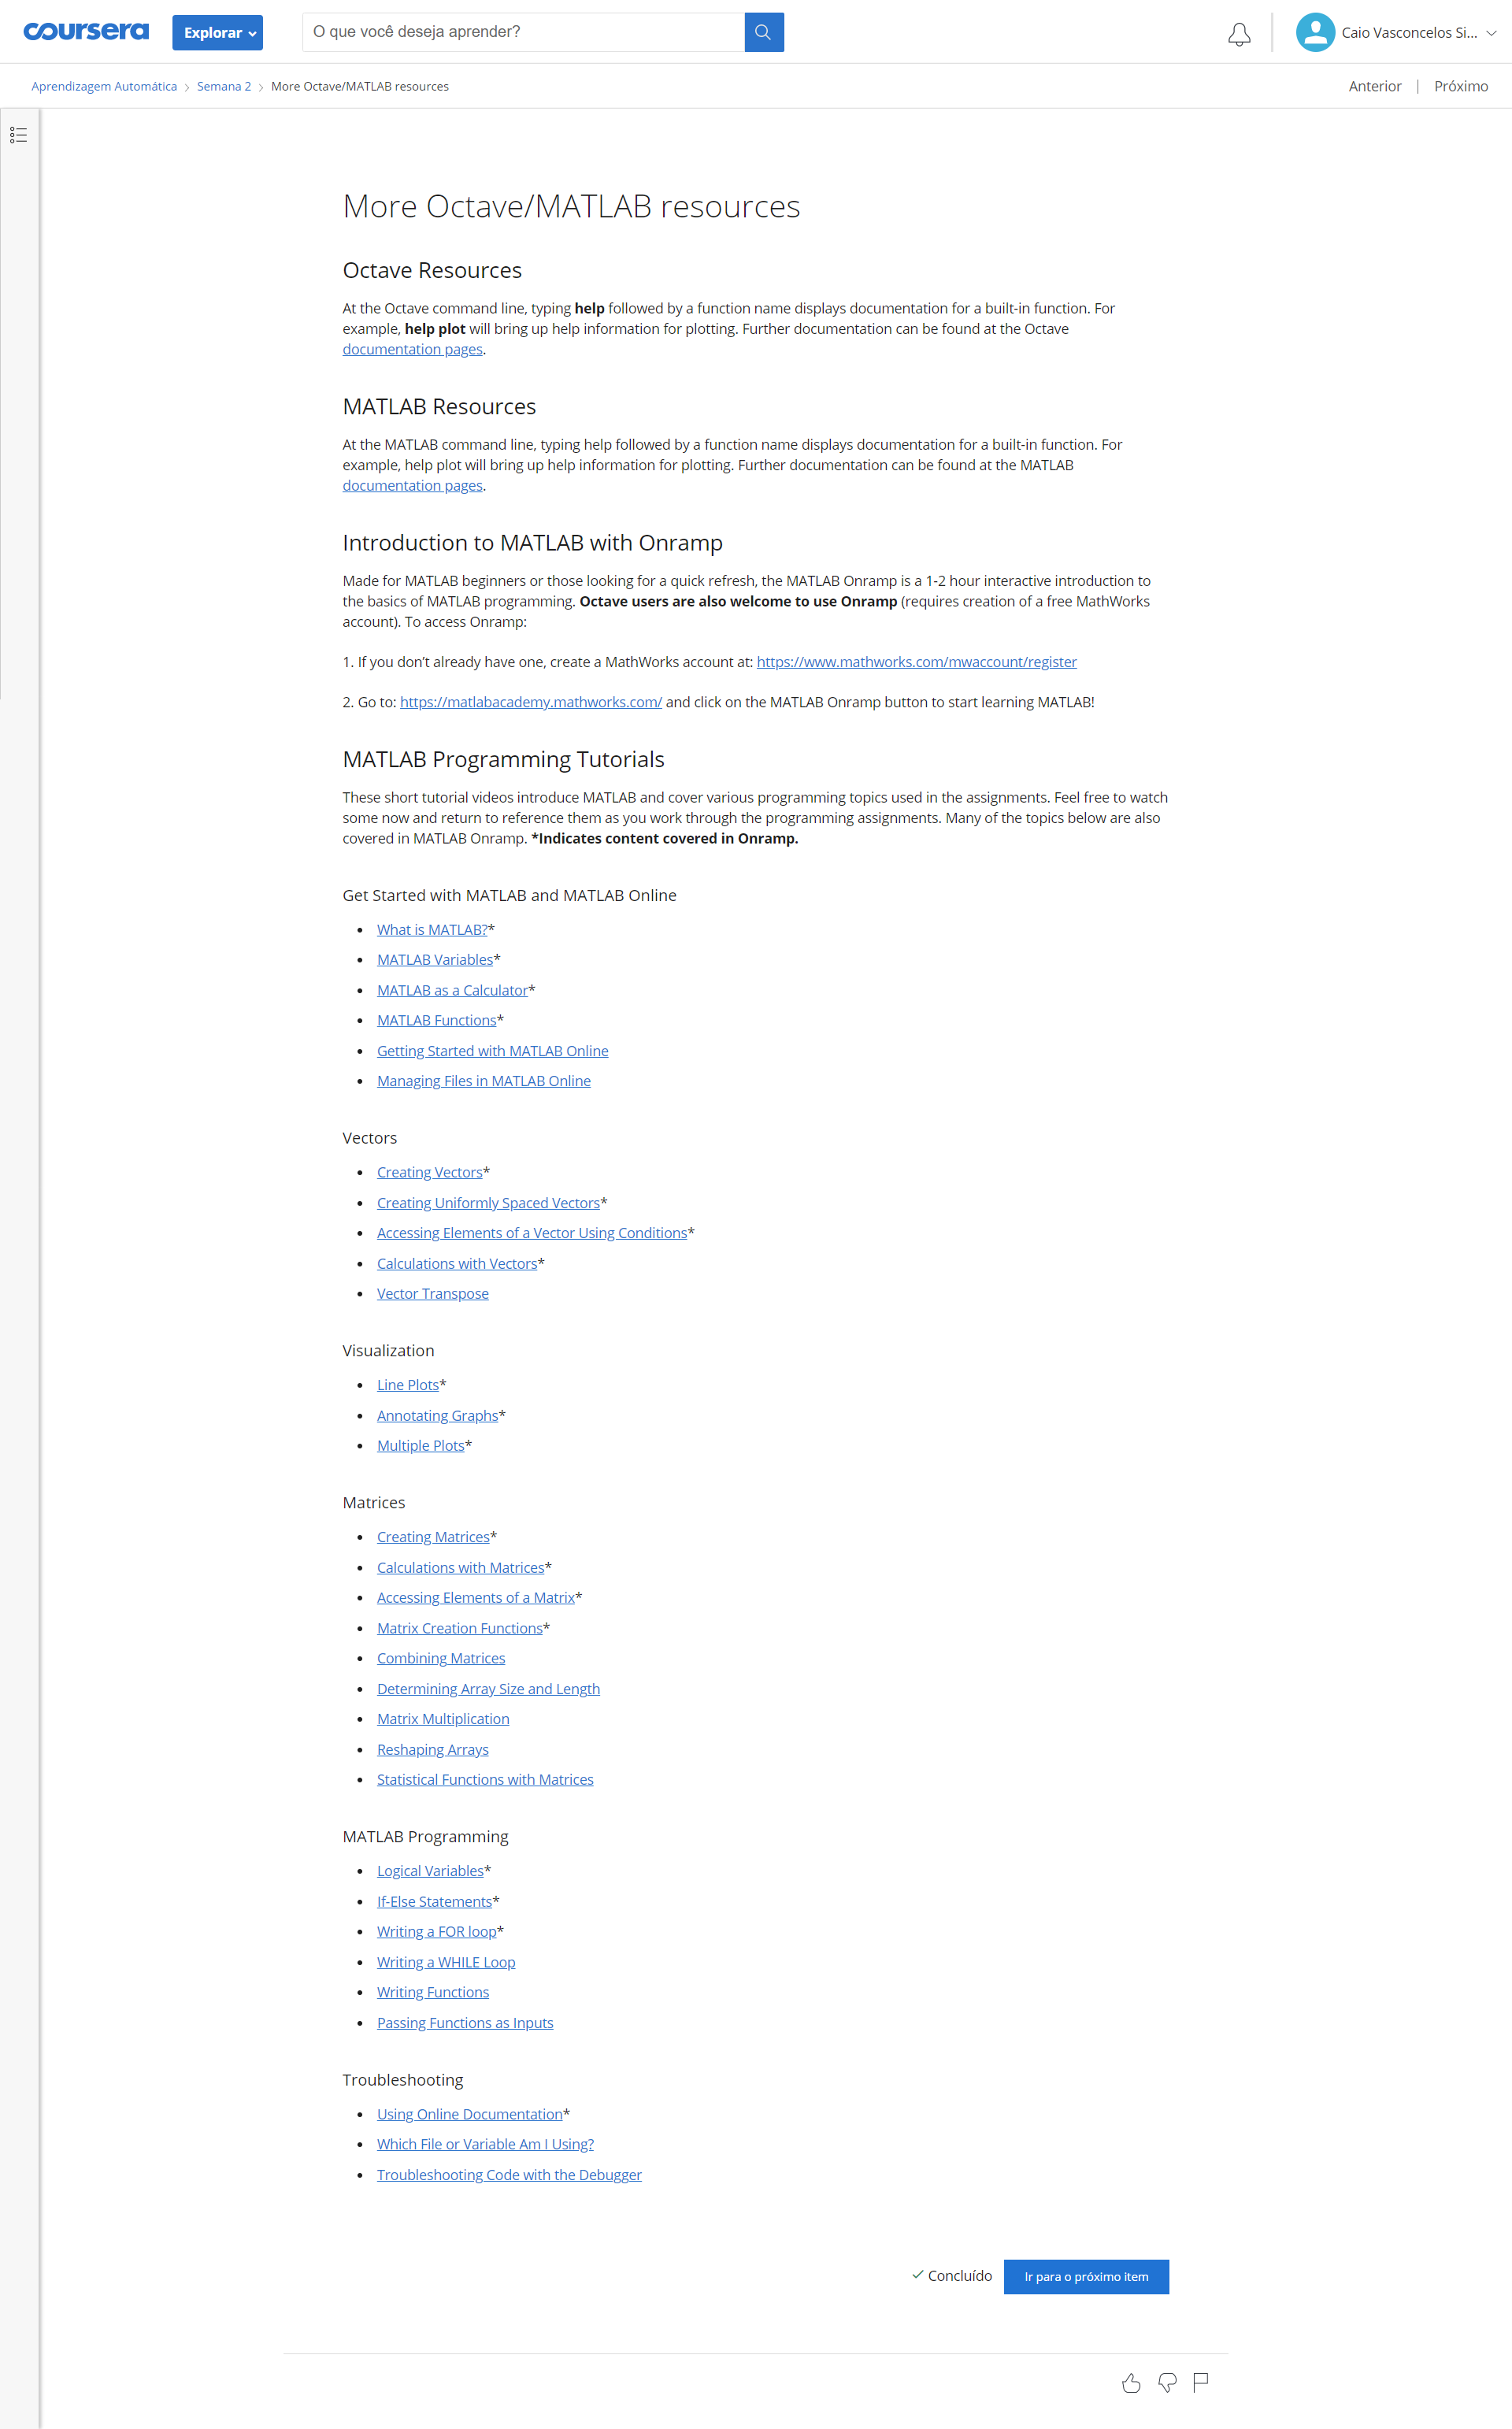 coursera
Explorar
O que você deseja aprender?
Caio Vasconcelos Si...
Aprendizagem Automática
Semana 2
More Octave/MATLAB resources
Anterior | Próximo
More Octave/MATLAB resources
Octave Resources
At the Octave command line, typing help followed by a function name displays documentation for a built-in function. For
example, help plot will bring up help information for plotting. Further documentation can be found at the Octave
documentation pages.
MATLAB Resources
At the MATLAB command line, typing help followed by a function name displays documentation for a built-in function. For
example, help plot will bring up help information for plotting. Further documentation can be found at the MATLAB
documentation pages.
Introduction to MATLAB with Onramp
Made for MATLAB beginners or those looking for a quick refresh, the MATLAB Onramp is a 1-2 hour interactive introduction to
the basics of MATLAB programming. Octave users are also welcome to use Onramp (requires creation of a free MathWorks
account). To access Onramp:
1. If you don’t already have one, create a MathWorks account at: https://www.mathworks.com/mwaccount/register
2. Go to: https://matlabacademy.mathworks.com/ and click on the MATLAB Onramp button to start learning MATLAB!
MATLAB Programming Tutorials
These short tutorial videos introduce MATLAB and cover various programming topics used in the assignments. Feel free to watch
some now and return to reference them as you work through the programming assignments. Many of the topics below are also
covered in MATLAB Onramp. *Indicates content covered in Onramp.
Get Started with MATLAB and MATLAB Online
• What is MATLAB?*
• MATLAB Variables*
• MATLAB as a Calculator*
• MATLAB Functions*
• Getting Started with MATLAB Online
• Managing Files in MATLAB Online
Vectors
• Creating Vectors*
• Creating Uniformly Spaced Vectors*
• Accessing Elements of a Vector Using Conditions*
• Calculations with Vectors*
• Vector Transpose
Visualization
• Line Plots*
• Annotating Graphs*
• Multiple Plots*
Matrices
• Creating Matrices*
• Calculations with Matrices*
• Accessing Elements of a Matrix*
• Matrix Creation Functions*
• Combining Matrices
• Determining Array Size and Length
• Matrix Multiplication
• Reshaping Arrays
• Statistical Functions with Matrices
MATLAB Programming
• Logical Variables*
• If-Else Statements*
• Writing a FOR loop*
• Writing a WHILE Loop
• Writing Functions
• Passing Functions as Inputs
Troubleshooting
• Using Online Documentation*
• Which File or Variable Am I Using?
• Troubleshooting Code with the Debugger
Concluído
Ir para o próximo item